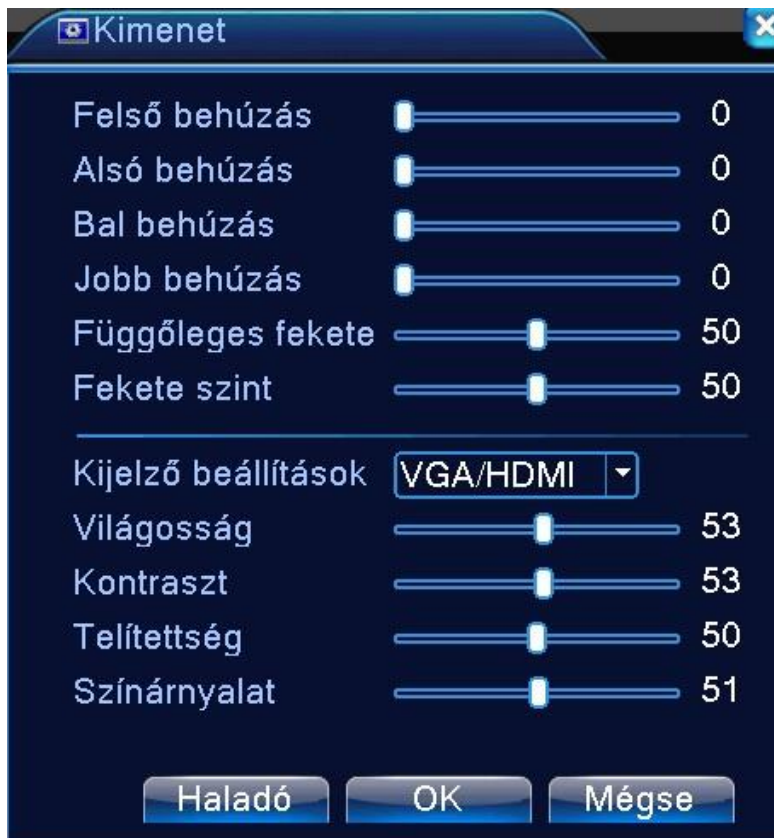 Kimenet
Felső behúzás 0
Alsó behúzás 0
Bal behúzás 0
Jobb behúzás 0
Függőleges fekete 50
Fekete szint 50
Kijelző beállítások VGA/HDMI
Világosság 53
Kontraszt 53
Telítettség 50
Színárnyalat 51
Haladó OK Mégse